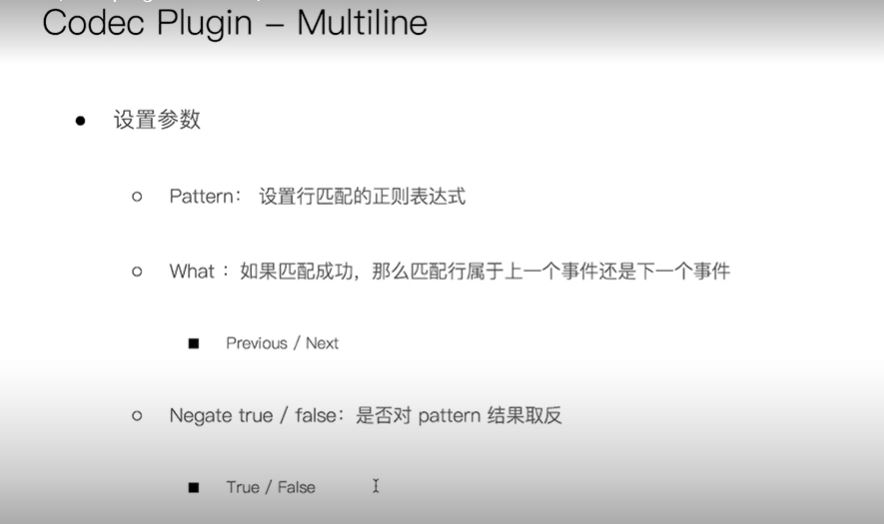 Codec Plugin – Multiline
● 设置参数
○ Pattern： 设置行匹配的正则表达式
○ What ：如果匹配成功，那么匹配行属于上一个事件还是下一个事件
■ Previous / Next
○ Negate true / false：是否对 pattern 结果取反
■ True / False